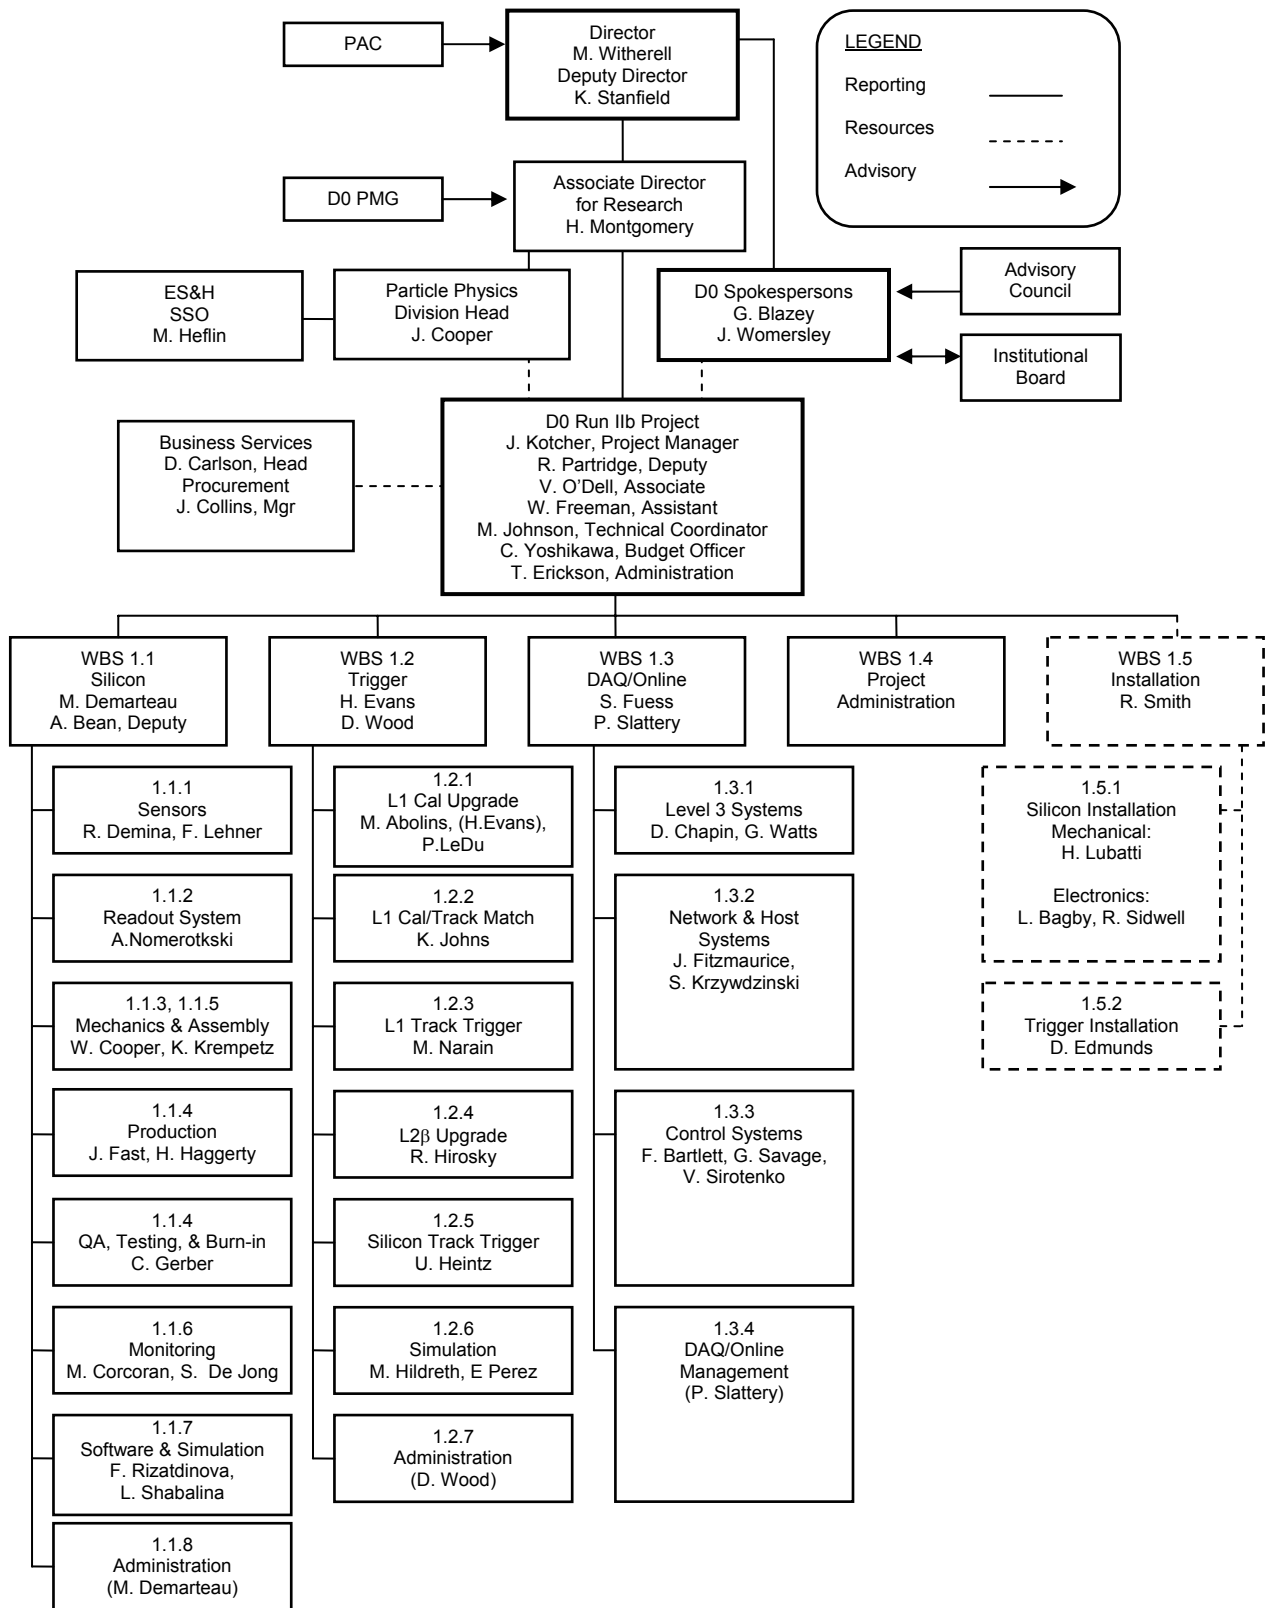 PAC
Director
M. Witherell
Deputy Director
K. Stanfield
LEGEND
Reporting
Resources
Advisory
D0 PMG
Associate Director
for Research
H. Montgomery
ES&H
SSO
M. Heflin
Particle Physics
Division Head
J. Cooper
D0 Spokespersons
G. Blazey
J. Womersley
Advisory
Council
Institutional
Board
Business Services
D. Carlson, Head
Procurement
J. Collins, Mgr
D0 Run IIb Project
J. Kotcher, Project Manager
R. Partridge, Deputy
V. O’Dell, Associate
W. Freeman, Assistant
M. Johnson, Technical Coordinator
C. Yoshikawa, Budget Officer
T. Erickson, Administration
WBS 1.1
Silicon
M. Demarteau
A. Bean, Deputy
WBS 1.2
Trigger
H. Evans
D. Wood
WBS 1.3
DAQ/Online
S. Fuess
P. Slattery
WBS 1.4
Project
Administration
WBS 1.5
Installation
R. Smith
1.1.1
Sensors
R. Demina, F. Lehner
1.1.2
Readout System
A.Nomerotkski
1.1.3, 1.1.5
Mechanics & Assembly
W. Cooper, K. Krempetz
1.1.4
Production
J. Fast, H. Haggerty
1.1.4
QA, Testing, & Burn-in
C. Gerber
1.1.6
Monitoring
M. Corcoran, S.  De Jong
1.1.7
Software & Simulation
F. Rizatdinova,
L. Shabalina
1.1.8
Administration
(M. Demarteau)
1.2.1
L1 Cal Upgrade
M. Abolins, (H.Evans),
P.LeDu
1.2.2
L1 Cal/Track Match
K. Johns
1.2.3
L1 Track Trigger
M. Narain
1.2.4
L2β Upgrade
R. Hirosky
1.2.5
Silicon Track Trigger
U. Heintz
1.2.6
Simulation
M. Hildreth, E Perez
1.2.7
Administration
(D. Wood)
1.3.1
Level 3 Systems
D. Chapin, G. Watts
1.3.2
Network & Host
Systems
J. Fitzmaurice,
S. Krzywdzinski
1.3.3
Control Systems
F. Bartlett, G. Savage,
V. Sirotenko
1.3.4
DAQ/Online
Management
(P. Slattery)
1.5.1
Silicon Installation
Mechanical:
H. Lubatti
Electronics:
L. Bagby, R. Sidwell
1.5.2
Trigger Installation
D. Edmunds